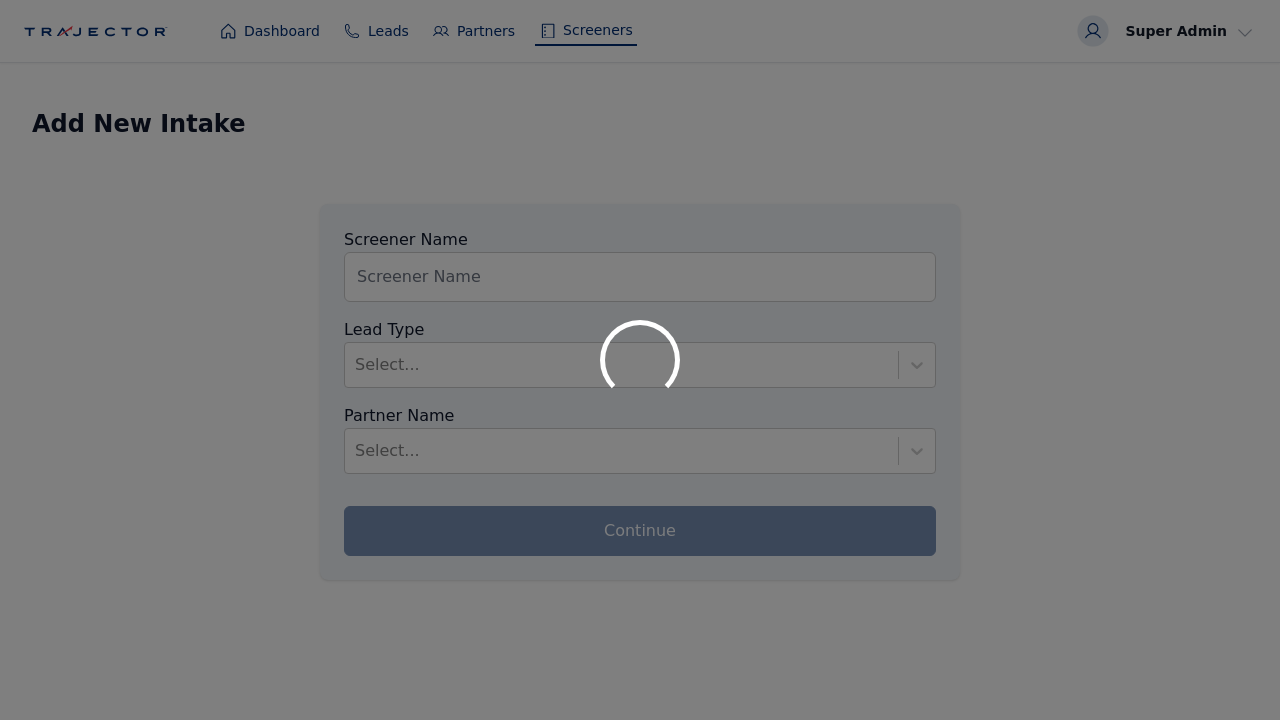 TRAJECTOR
Dashboard
Leads
Partners
Screeners
Super Admin
Add New Intake
Screener Name
Screener Name
Lead Type
Select...
Partner Name
Select...
Continue